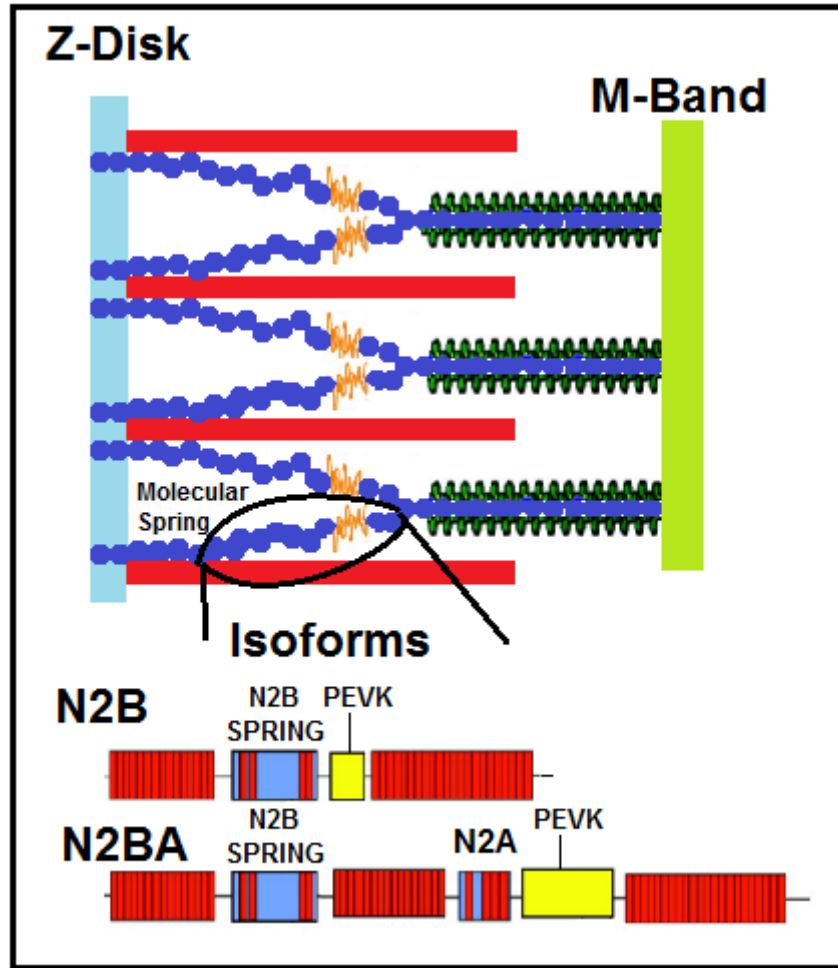 Z-Disk
M-Band
Molecular
Spring
Isoforms
N2B
N2B
SPRING
PEVK
N2BA
N2B
SPRING
N2A
PEVK